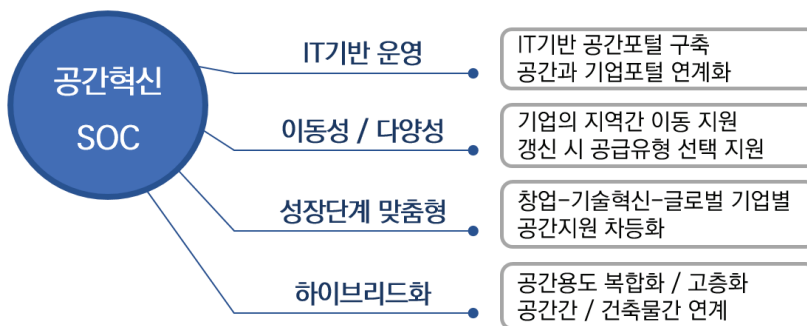 공간혁신
SOC
IT기반 운영
IT기반 공간포털 구축
공간과 기업포털 연계화
이동성 / 다양성
기업의 지역간 이동 지원
갱신 시 공급유형 선택 지원
성장단계 맞춤형
창업-기술혁신-글로벌 기업별
공간지원 차등화
하이브리드화
공간용도 복합화 / 고층화
공간간 / 건축물간 연계